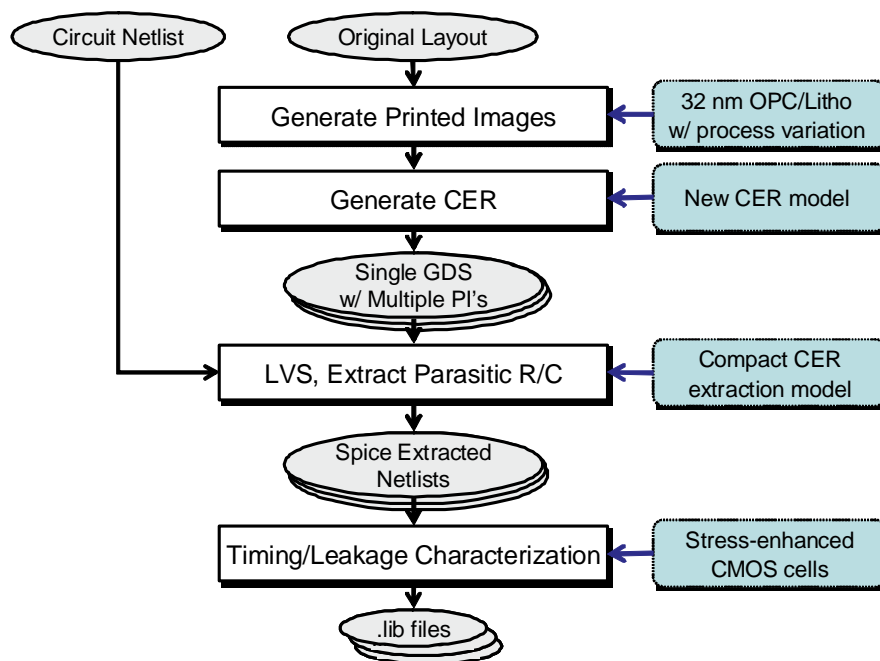 Circuit Netlist
Original Layout
Generate Printed Images
32 nm OPC/Litho
w/ process variation
Generate CER
New CER model
Single GDS
w/ Multiple PI's
LVS, Extract Parasitic R/C
Compact CER
extraction model
Spice Extracted
Netlists
Timing/Leakage Characterization
Stress-enhanced
CMOS cells
.lib files